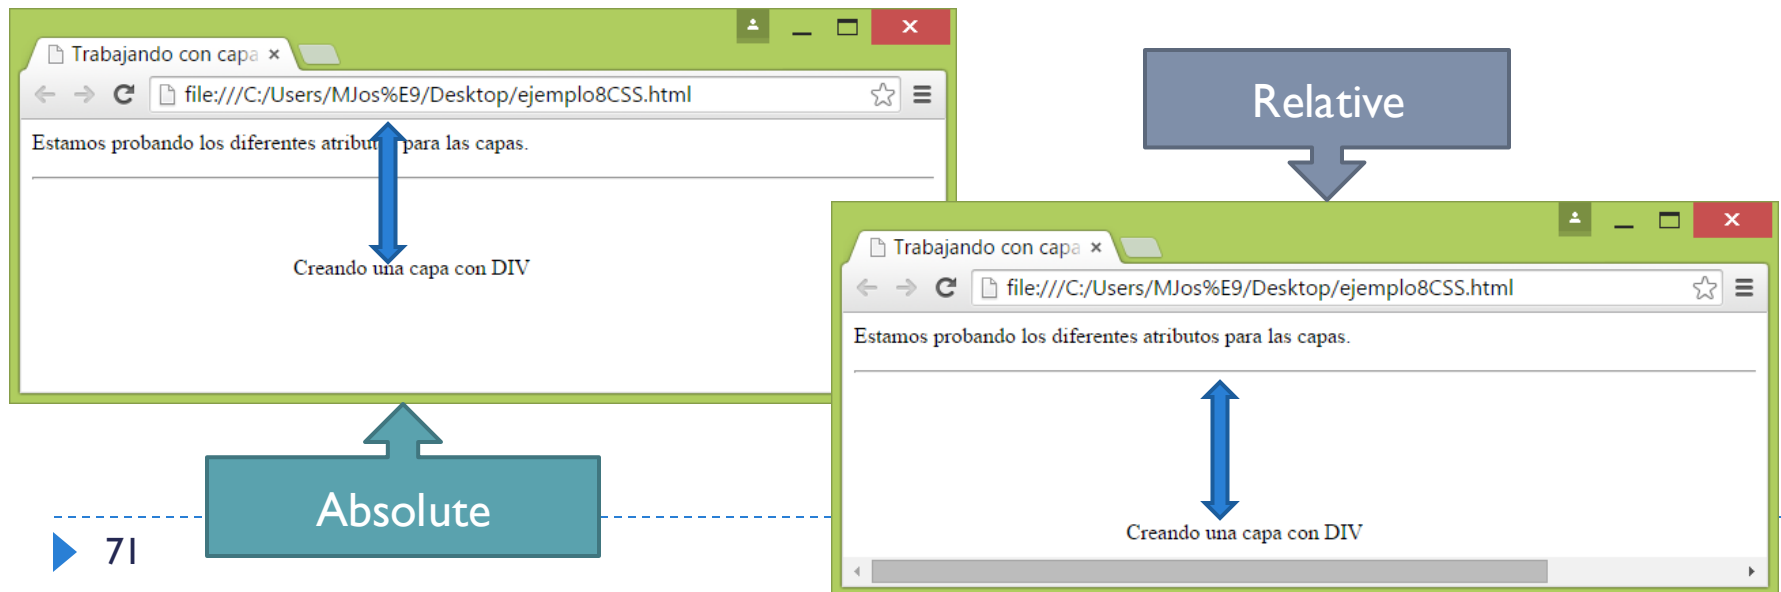 Trabajando con capa
file:///C:/Users/MJos%E9/Desktop/ejemplo8CSS.html
Estamos probando los diferentes atributos para las capas.
Creando una capa con DIV
Absolute
Relative
Trabajando con capa
file:///C:/Users/MJos%E9/Desktop/ejemplo8CSS.html
Estamos probando los diferentes atributos para las capas.
Creando una capa con DIV
71